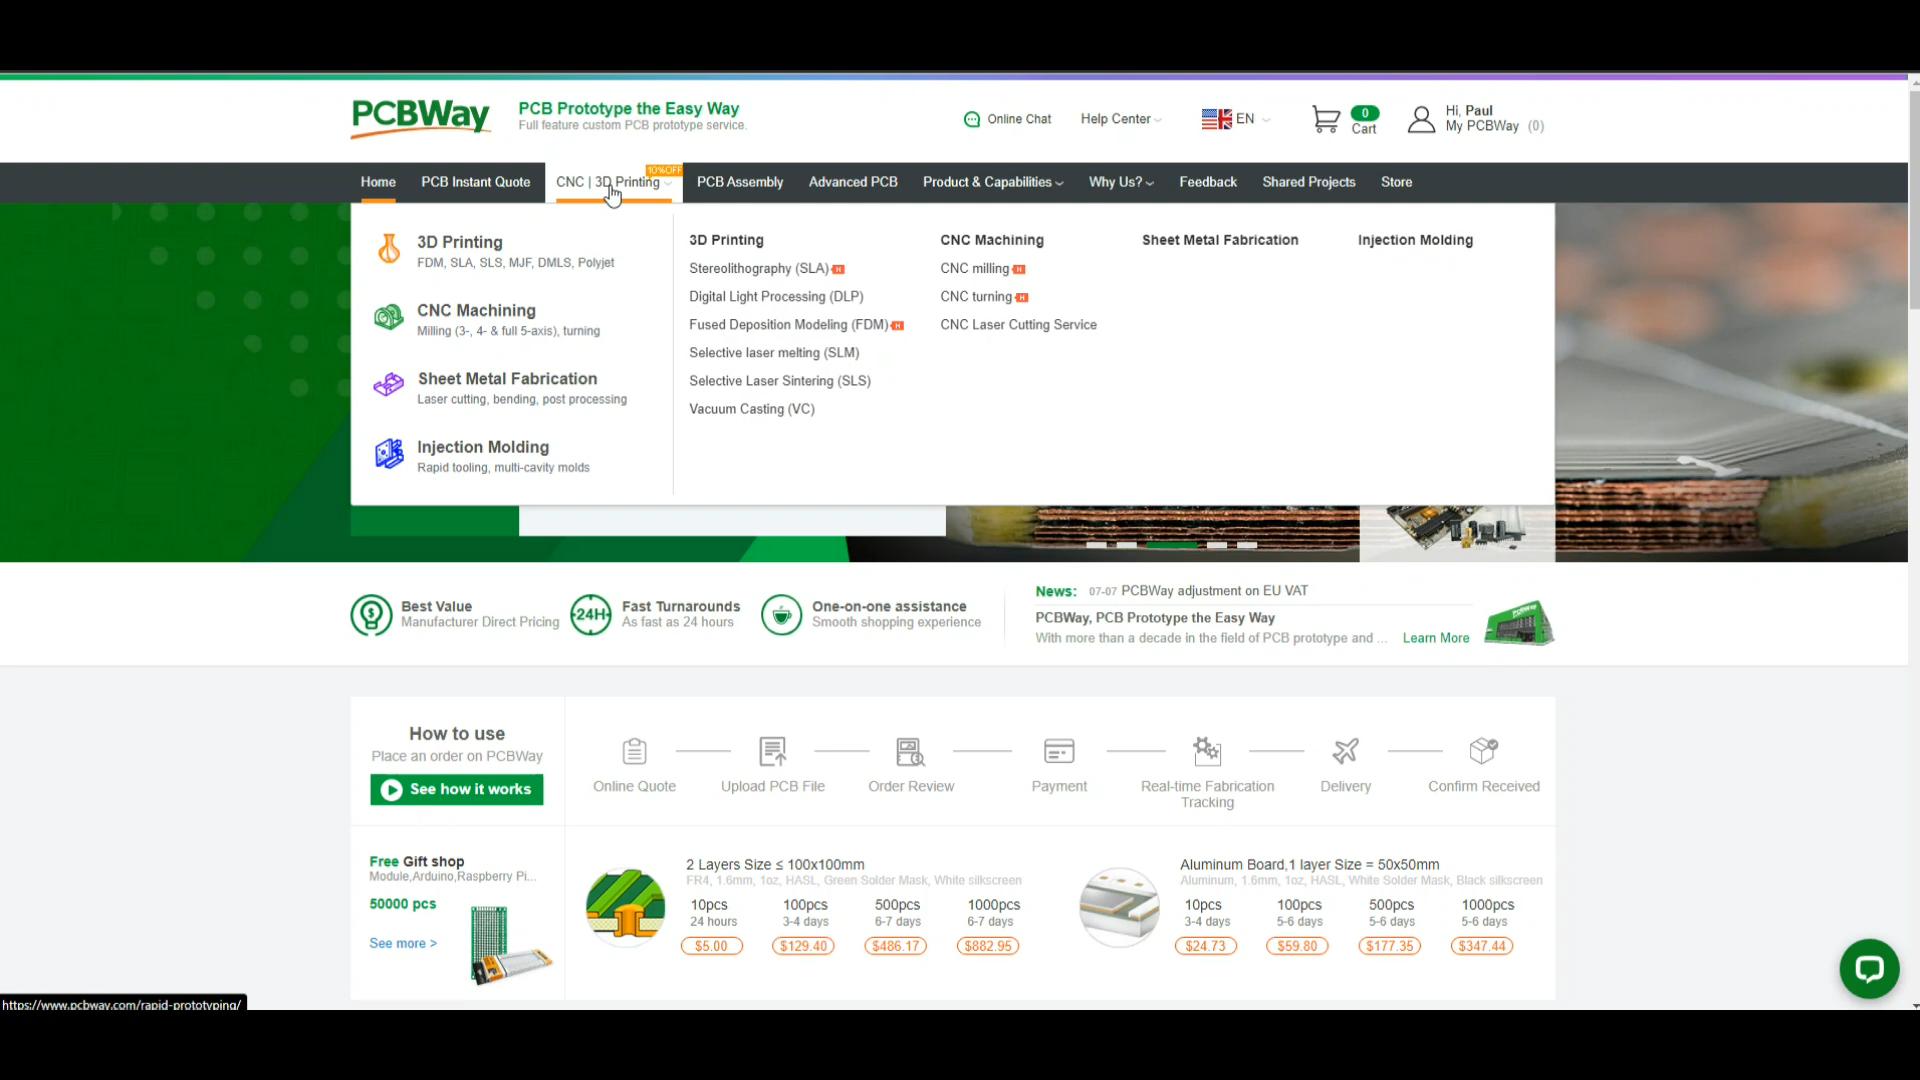 PCBWay
PCB Prototype the Easy Way
Full feature custom PCB prototype service.
Online Chat
Help Center
EN
0
Cart
Hi, Paul
My PCBWay (0)
10%OFF
Home
PCB Instant Quote
CNC | 3D Printing
PCB Assembly
Advanced PCB
Product & Capabilities
Why Us?
Feedback
Shared Projects
Store
3D Printing
FDM, SLA, SLS, MJF, DMLS, Polyjet
CNC Machining
Milling (3-, 4- & full 5-axis), turning
Sheet Metal Fabrication
Laser cutting, bending, post processing
Injection Molding
Rapid tooling, multi-cavity molds
3D Printing
Stereolithography (SLA) H
Digital Light Processing (DLP)
Fused Deposition Modeling (FDM) H
Selective laser melting (SLM)
Selective Laser Sintering (SLS)
Vacuum Casting (VC)
CNC Machining
CNC milling H
CNC turning H
CNC Laser Cutting Service
Sheet Metal Fabrication
Injection Molding
Best Value
Manufacturer Direct Pricing
24H
Fast Turnarounds
As fast as 24 hours
One-on-one assistance
Smooth shopping experience
News: 07-07 PCBWay adjustment on EU VAT
PCBWay, PCB Prototype the Easy Way
With more than a decade in the field of PCB prototype and ... Learn More
How to use
Place an order on PCBWay
See how it works
Online Quote
Upload PCB File
Order Review
Payment
Real-time Fabrication
Tracking
Delivery
Confirm Received
Free Gift shop
Module,Arduino,Raspberry Pi...
50000 pcs
See more >
2 Layers Size ≤ 100x100mm
FR4, 1.6mm, 1oz, HASL, Green Solder Mask, White silkscreen
10pcs 100pcs 500pcs 1000pcs
24 hours 3-4 days 6-7 days 6-7 days
$5.00 $129.40 $486.17 $882.95
Aluminum Board,1 layer Size = 50x50mm
Aluminum, 1.6mm, 1oz, HASL, White Solder Mask, Black silkscreen
10pcs 100pcs 500pcs 1000pcs
3-4 days 5-6 days 5-6 days 5-6 days
$24.73 $59.80 $177.35 $347.44
https://www.pcbway.com/rapid-prototyping/